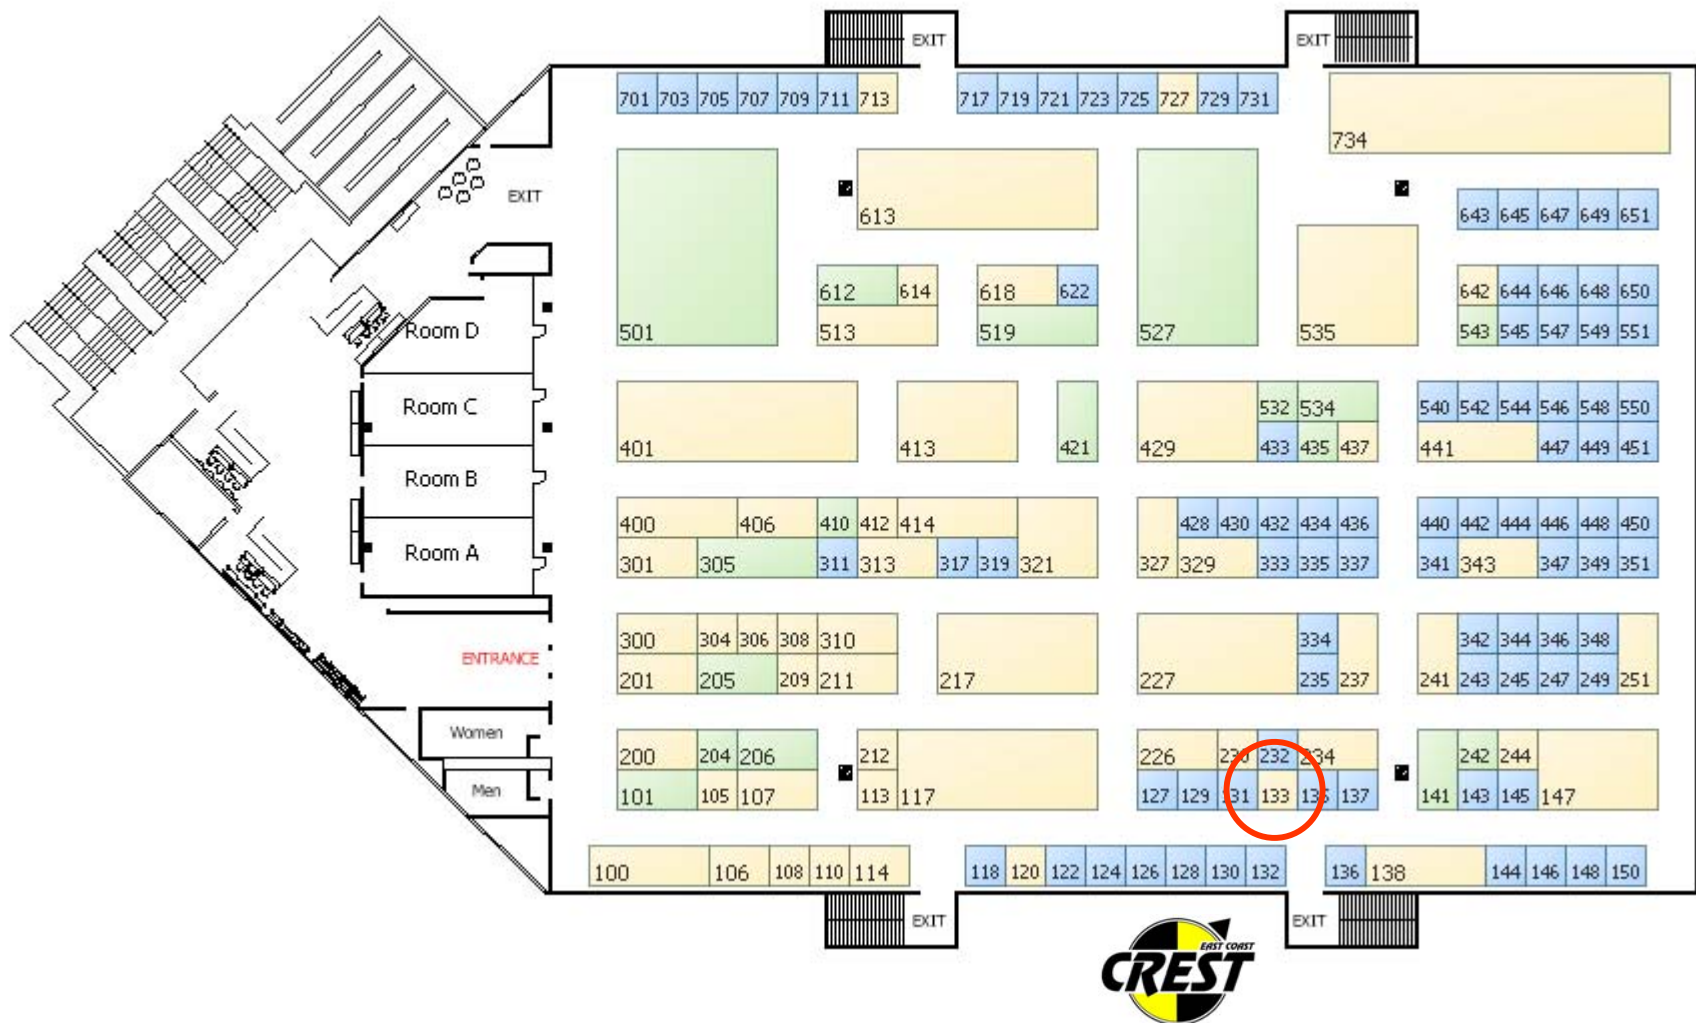 EXIT EXIT
701 703 705 707 709 711 713 717 719 721 723 725 727 729 731
734
EXIT
613
643 645 647 649 651
612 614 618 622 642 644 646 648 650
501 513 519 527 535 543 545 547 549 551
Room D
Room C
532 534 540 542 544 546 548 550
401 413 421 429 433 435 437 441 447 449 451
Room B
400 406 410 412 414 428 430 432 434 436 440 442 444 446 448 450
Room A
301 305 311 313 317 319 321 327 329 333 335 337 341 343 347 349 351
300 304 306 308 310 334 342 344 346 348
ENTRANCE
201 205 209 211 217 227 235 237 241 243 245 247 249 251
Women
200 204 206 212 226 230 232 234 242 244
Men
101 105 107 113 117 127 129 131 133 135 137 141 143 145 147
100 106 108 110 114 118 120 122 124 126 128 130 132 136 138 144 146 148 150
EXIT EXIT
EAST COAST
CREST